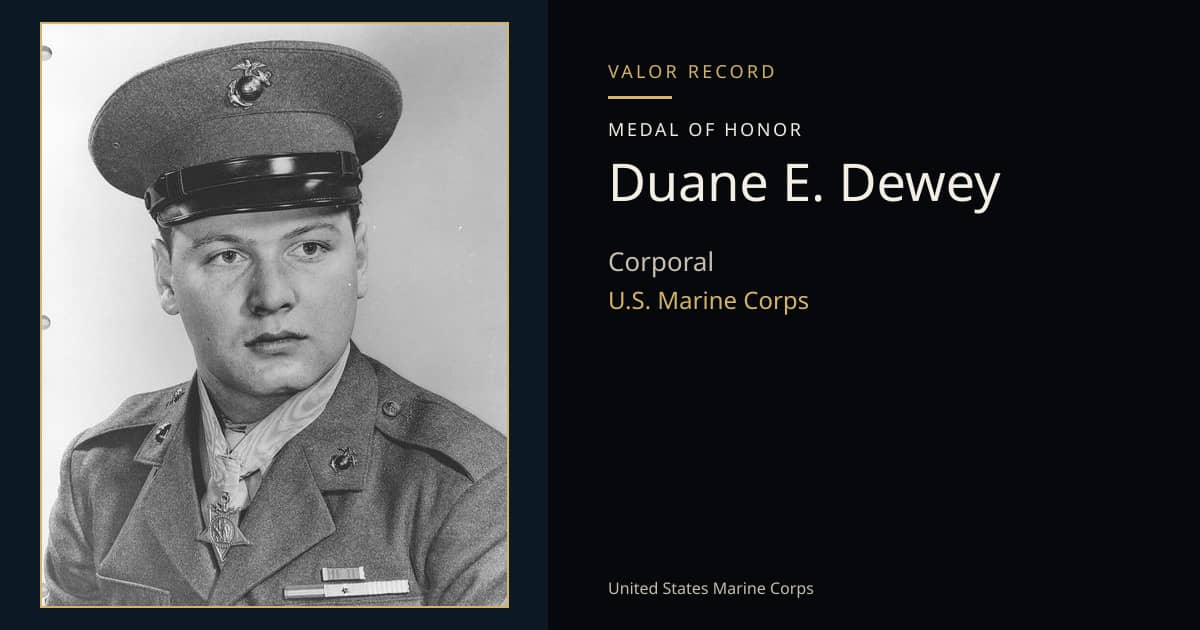 VALOR RECORD
MEDAL OF HONOR
Duane E. Dewey
Corporal
U.S. Marine Corps
United States Marine Corps